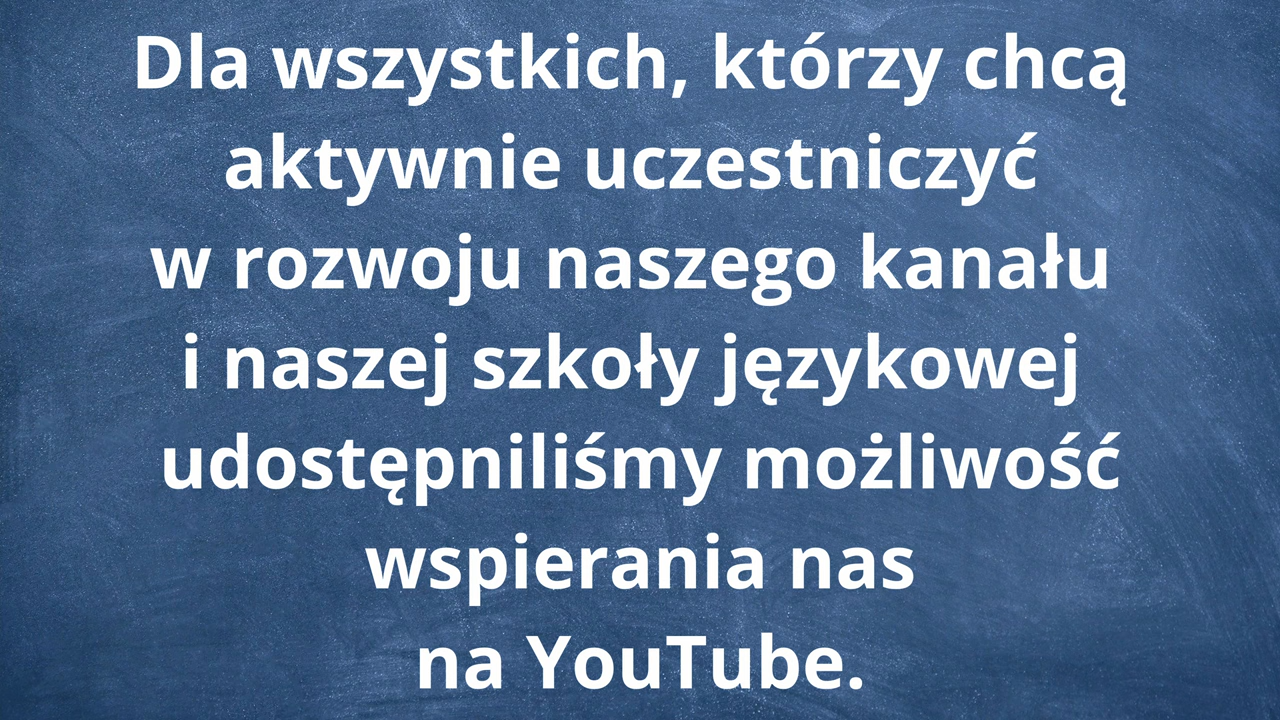 Dla wszystkich, którzy chcą
aktywnie uczestniczyć
w rozwoju naszego kanału
i naszej szkoły językowej
udostępniliśmy możliwość
wspierania nas
na YouTube.